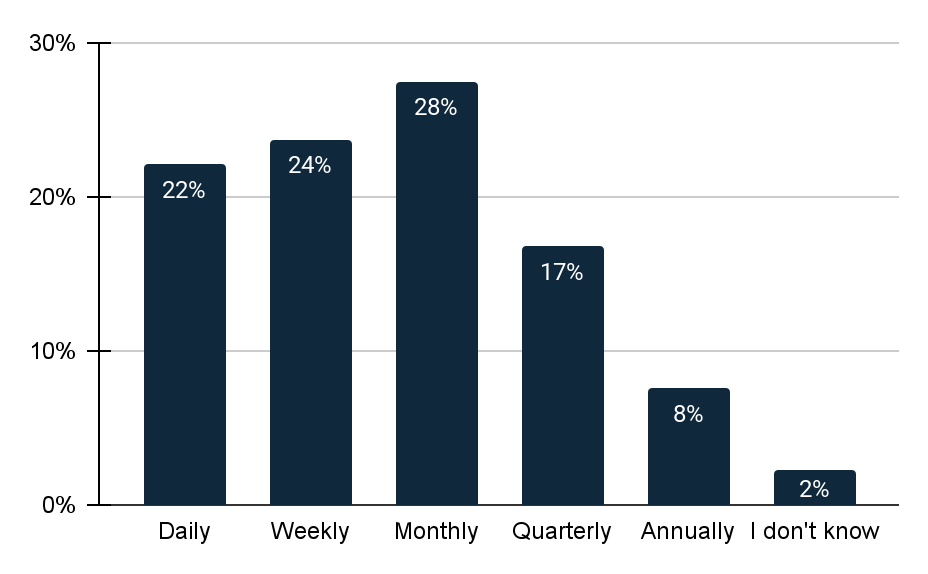 30%
20%
10%
0%
22%
24%
28%
17%
8%
2%
Daily
Weekly
Monthly
Quarterly
Annually
I don't know